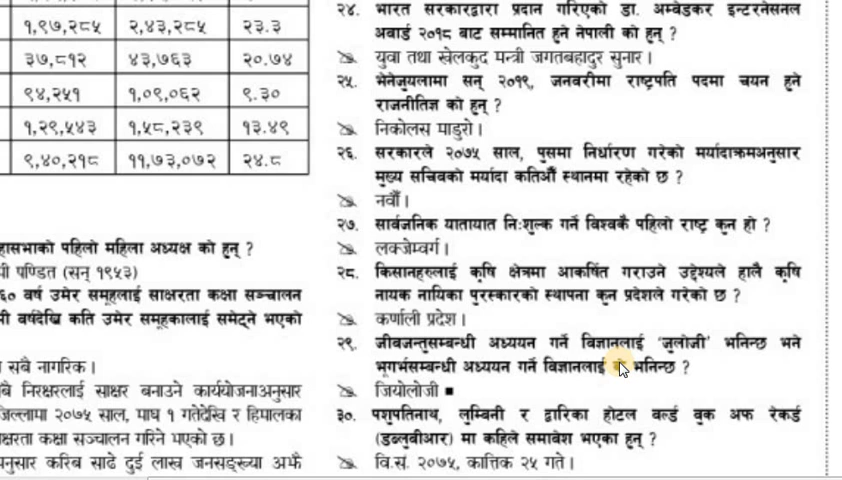 १,९७,२८५ २,४३,२८५ २३.३
३७,८१२ ४३,७६३ २०.७४
९४,२५१ १,०९,०६२ ९.३०
१,२९,५४३ १,५८,२३९ १३.४९
९,४०,२१८ ११,७३,०७२ २४.८
हासभाको पहिलो महिला अध्यक्ष को हुन् ?
पी पण्डित (सन् १९५३)
६० वर्ष उमेर समूहलाई साक्षरता कक्षा सञ्चालन
वर्षदेखि कति उमेर समूहकालाई समेट्ने भएको
सबै नागरिक।
निरक्षरलाई साक्षर बनाउने कार्ययोजनाअनुसार
जिल्लामा २०७५ साल, माघ १ गतेदेखि र हिमालका
क्षरता कक्षा सञ्चालन गरिने भएको छ।
नुसार करिब साढे दुई लाख जनसङ्ख्या अझै
२४. भारत सरकारद्वारा प्रदान गरिएको डा. अम्बेडकर इन्टरनेसनल
अवार्ड २०१८ बाट सम्मानित हुने नेपाली को हुन् ?
युवा तथा खेलकुद मन्त्री जगतबहादुर सुनार।
२५. भेनेजुयलामा सन् २०१९, जनवरीमा राष्ट्रपति पदमा चयन हुने
राजनीतिज्ञ को हुन् ?
निकोलस माडुरो।
२६. सरकारले २०७५ साल, पुसमा निर्धारण गरेको मर्यादाक्रमअनुसार
मुख्य सचिवको मर्यादा कतिऔँ स्थानमा रहेको छ ?
नवौँ।
२७. सार्वजनिक यातायात निःशुल्क गर्ने विश्वकै पहिलो राष्ट्र कुन हो ?
लक्जेम्वर्ग।
२८. किसानहरुलाई कृषि क्षेत्रमा आकर्षित गराउने उद्देश्यले हालै कृषि
नायक नायिका पुरस्कारको स्थापना कुन प्रदेशले गरेको छ ?
कर्णाली प्रदेश।
२९. जीवजन्तुसम्बन्धी अध्ययन गर्ने विज्ञानलाई 'जुलोजी' भनिन्छ भने
भूगर्भसम्बन्धी अध्ययन गर्ने विज्ञानलाई के भनिन्छ ?
जियोलोजी ■
३०. पशुपतिनाथ, लुम्बिनी र द्वारिका होटल वर्ल्ड बुक अफ रेकर्ड
(डब्लुबीआर) मा कहिले समावेश भएका हुन् ?
वि.सं. २०७५, कात्तिक २५ गते।